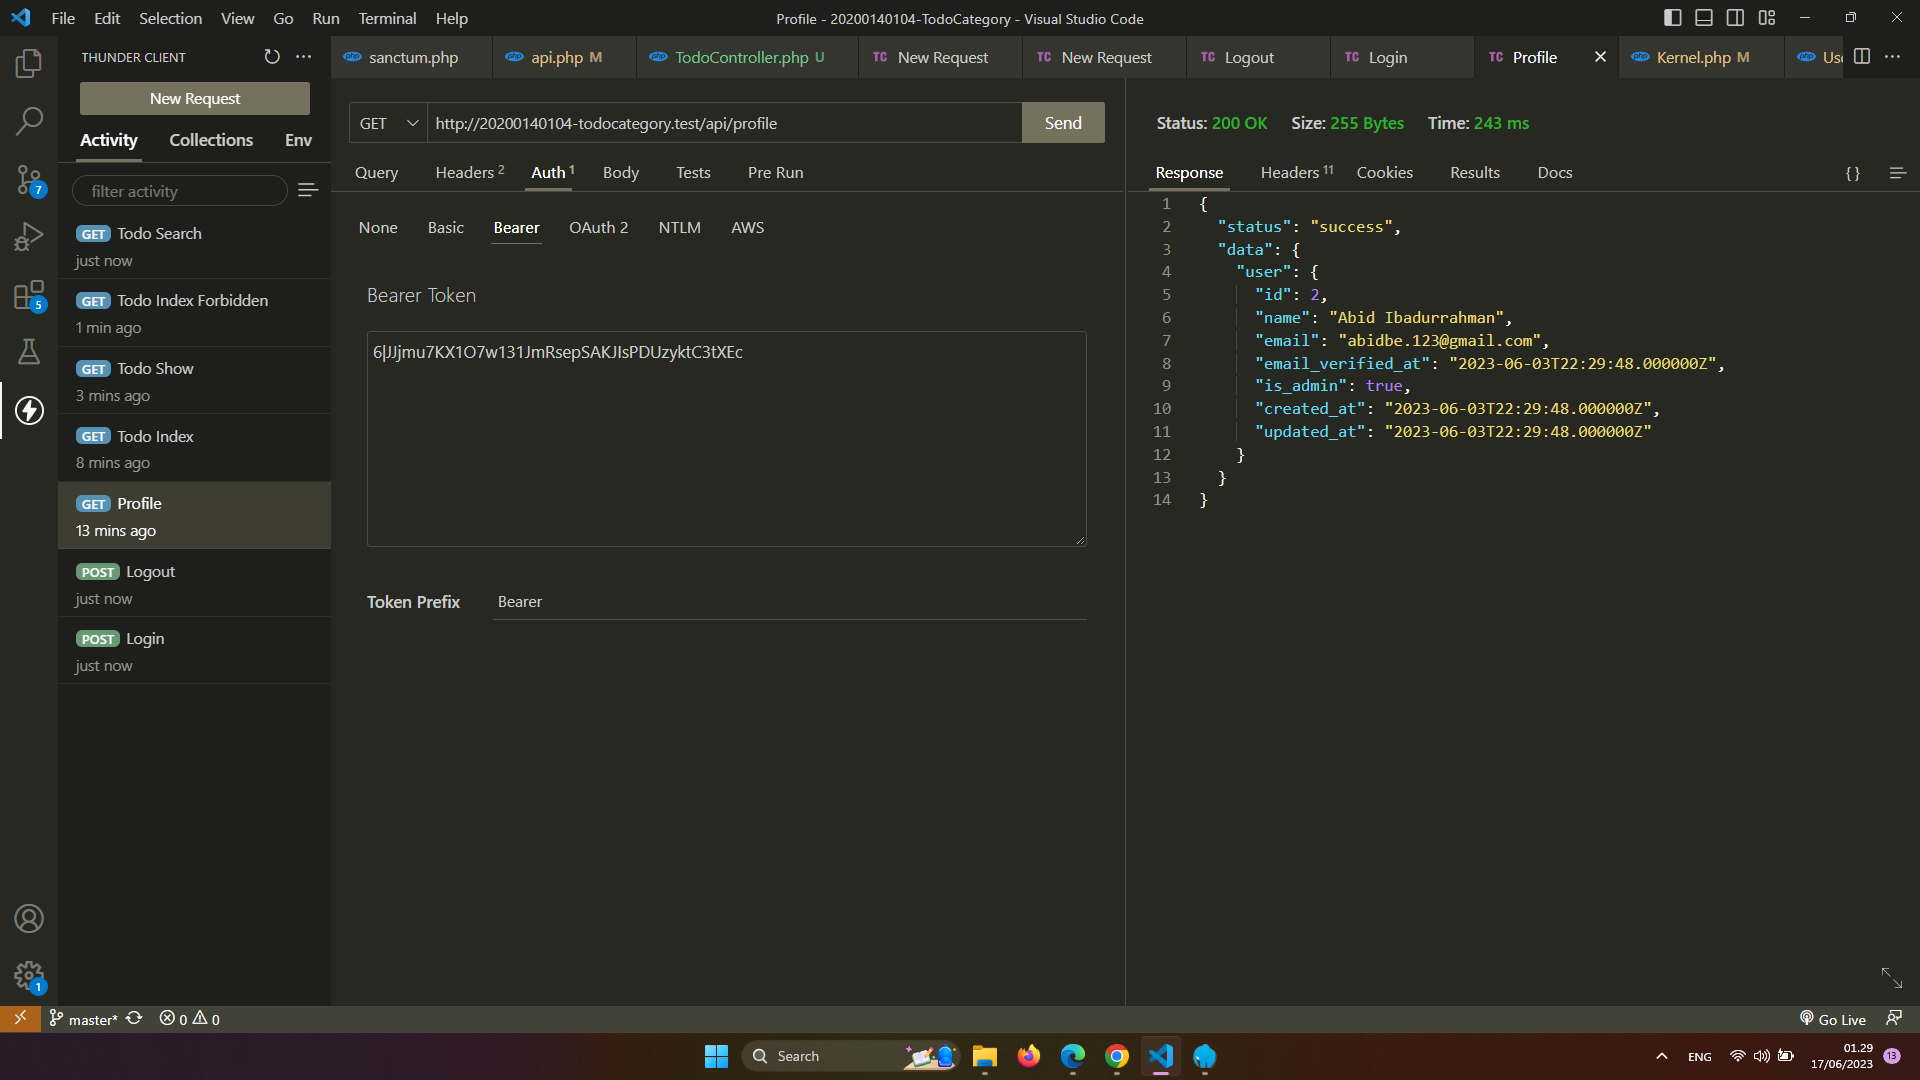 File Edit Selection View Go Run Terminal Help
Profile - 20200140104-TodoCategory - Visual Studio Code
THUNDER CLIENT
New Request
Activity Collections Env
filter activity
GET Todo Search
just now
GET Todo Index Forbidden
1 min ago
GET Todo Show
3 mins ago
GET Todo Index
8 mins ago
GET Profile
13 mins ago
POST Logout
just now
POST Login
just now
7
5
1
php sanctum.php
php api.php M
php TodoController.php U
TC New Request
TC New Request
TC Logout
TC Login
TC Profile
php Kernel.php M
php Us
GET http://20200140104-todocategory.test/api/profile Send
Query Headers 2 Auth 1 Body Tests Pre Run
None Basic Bearer OAuth 2 NTLM AWS
Bearer Token
6|JJjmu7KX1O7w131JmRsepSAKJIsPDUzyktC3tXEc
Token Prefix Bearer
Status: 200 OK Size: 255 Bytes Time: 243 ms
Response Headers 11 Cookies Results Docs { }
1 {
2 "status": "success",
3 "data": {
4 "user": {
5 "id": 2,
6 "name": "Abid Ibadurrahman",
7 "email": "abidbe.123@gmail.com",
8 "email_verified_at": "2023-06-03T22:29:48.000000Z",
9 "is_admin": true,
10 "created_at": "2023-06-03T22:29:48.000000Z",
11 "updated_at": "2023-06-03T22:29:48.000000Z"
12 }
13 }
14 }
master* 0 0
Go Live
Search
ENG
01.29
17/06/2023
13